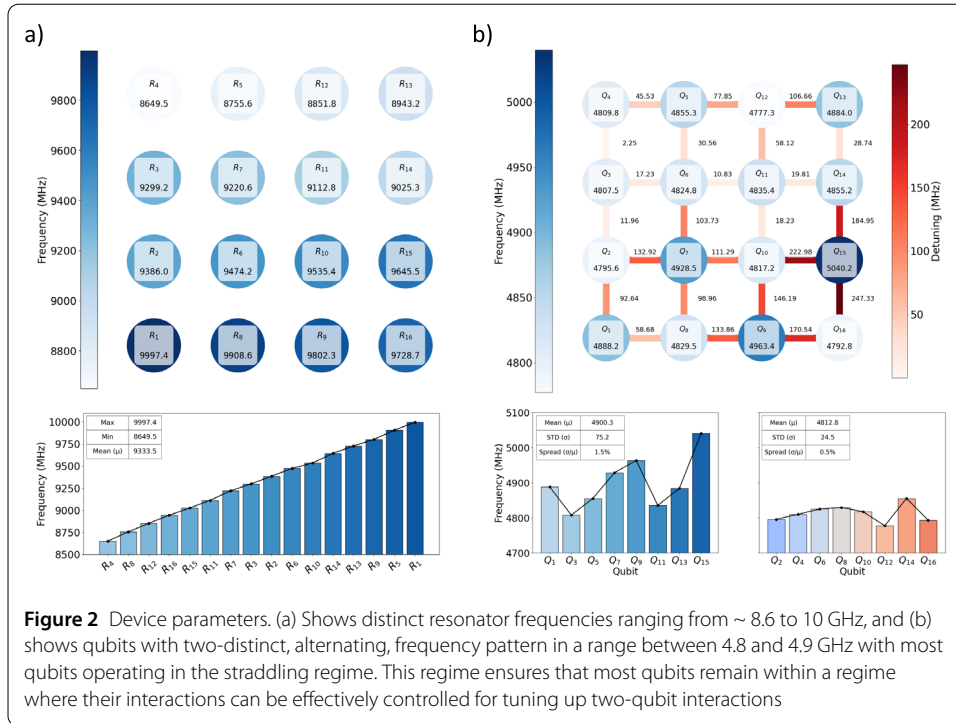 a)
Frequency (MHz)
9800
9600
9400
9200
9000
8800
R4
8649.5
R5
8755.6
R12
8851.8
R13
8943.2
R3
9299.2
R7
9220.6
R11
9112.8
R14
9025.3
R2
9386.0
R6
9474.2
R10
9535.4
R15
9645.5
R1
9997.4
R8
9908.6
R9
9802.3
R16
9728.7
Frequency (MHz)
10000
9750
9500
9250
9000
8750
8500
Max 9997.4
Min 8649.5
Mean (μ) 9333.5
R4 R8 R12 R16 R15 R11 R7 R3 R2 R6 R10 R14 R13 R9 R5 R1
b)
Frequency (MHz)
5000
4950
4900
4850
4800
Q4
4809.8
45.53
Q5
4855.3
77.85
Q12
4777.3
106.66
Q13
4884.0
2.25 30.56 58.12 28.74
Q3
4807.5
17.23
Q6
4824.8
10.83
Q11
4835.4
19.81
Q14
4855.2
11.96 103.73 18.23 184.95
Q2
4795.6
132.92
Q7
4928.5
111.29
Q10
4817.2
222.98
Q15
5040.2
92.64 98.96 146.19 247.33
Q1
4888.2
58.68
Q8
4829.5
133.86
Q9
4963.4
170.54
Q16
4792.8
Detuning (MHz)
200
150
100
50
Frequency (MHz)
5100
5000
4900
4800
4700
Mean (μ) 4900.3
STD (σ) 75.2
Spread (σ/μ) 1.5%
Q1 Q3 Q5 Q7 Q9 Q11 Q13 Q15
Qubit
Mean (μ) 4812.8
STD (σ) 24.5
Spread (σ/μ) 0.5%
Q2 Q4 Q6 Q8 Q10 Q12 Q14 Q16
Qubit
Figure 2 Device parameters. (a) Shows distinct resonator frequencies ranging from ~ 8.6 to 10 GHz, and (b)
shows qubits with two-distinct, alternating, frequency pattern in a range between 4.8 and 4.9 GHz with most
qubits operating in the straddling regime. This regime ensures that most qubits remain within a regime
where their interactions can be effectively controlled for tuning up two-qubit interactions